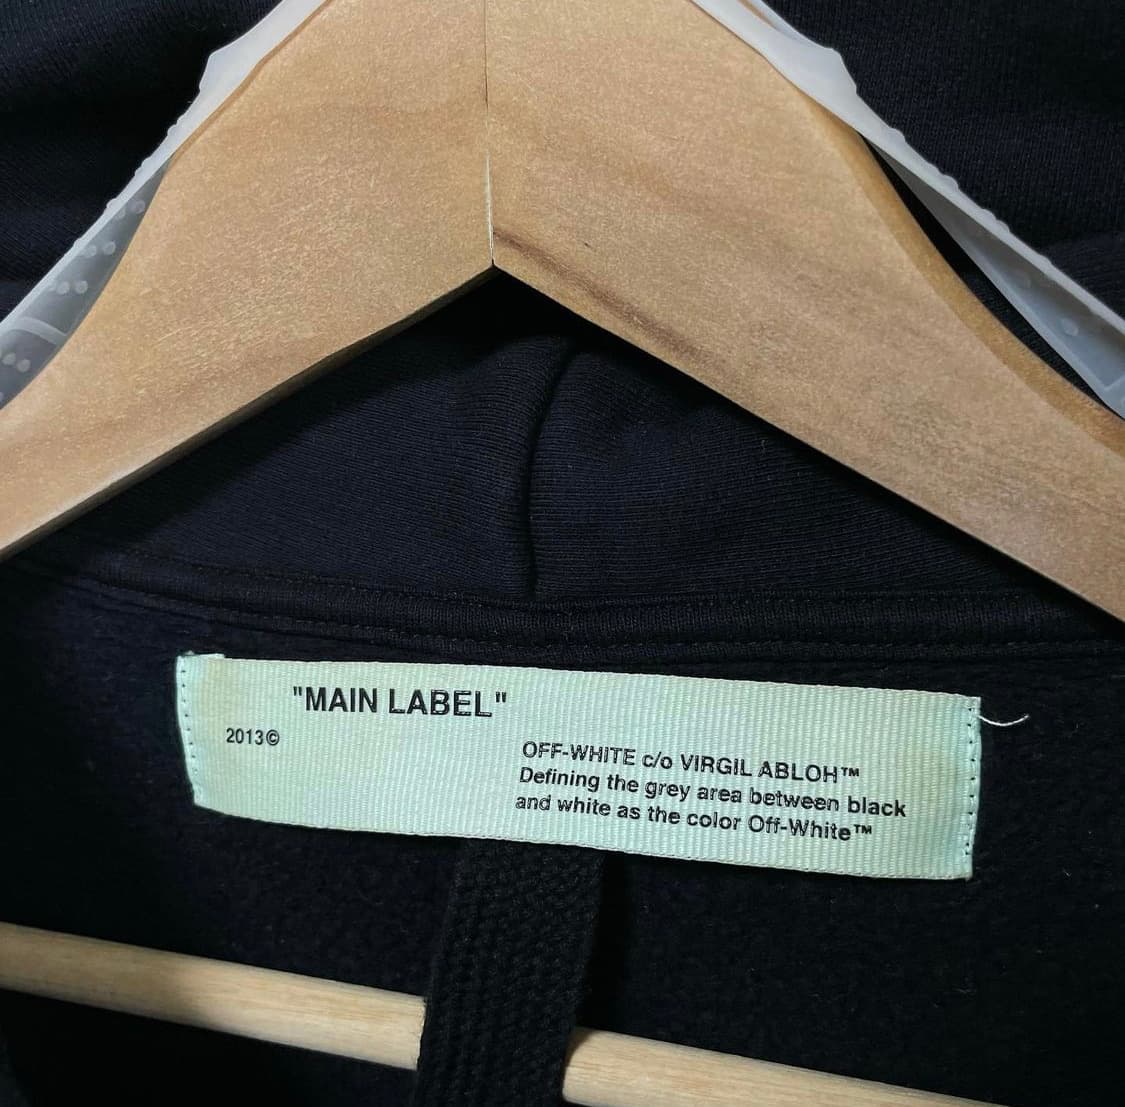 "MAIN LABEL"
2013©
OFF-WHITE c/o VIRGIL ABLOH™
Defining the grey area between black
and white as the color Off-White™